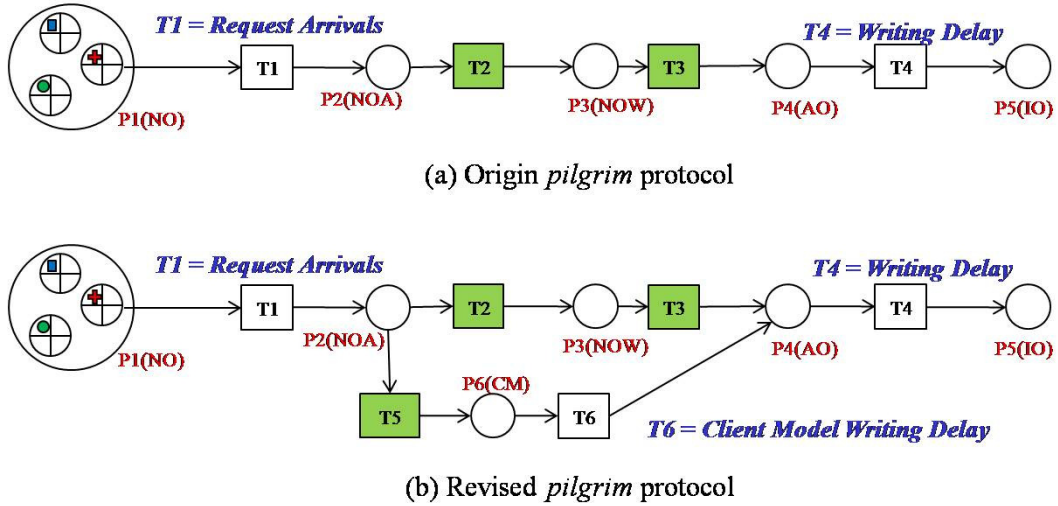 T1 = Request Arrivals
T4 = Writing Delay
T1
T2
T3
T4
P1(NO)
P2(NOA)
P3(NOW)
P4(AO)
P5(IO)
(a) Origin pilgrim protocol
T1 = Request Arrivals
T4 = Writing Delay
T1
T2
T3
T4
P1(NO)
P2(NOA)
P3(NOW)
P4(AO)
P5(IO)
P6(CM)
T5
T6
T6 = Client Model Writing Delay
(b) Revised pilgrim protocol